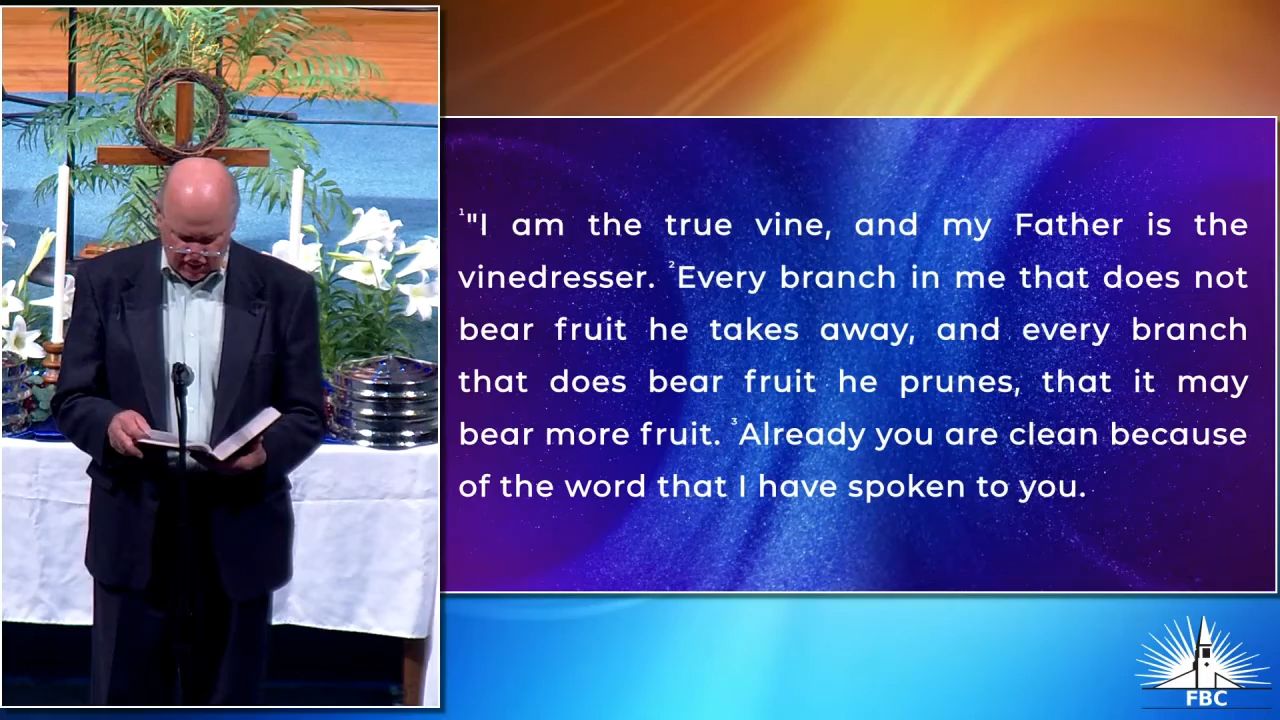 ¹"I am the true vine, and my Father is the
vinedresser. ²Every branch in me that does not
bear fruit he takes away, and every branch
that does bear fruit he prunes, that it may
bear more fruit. ³Already you are clean because
of the word that I have spoken to you.
FBC